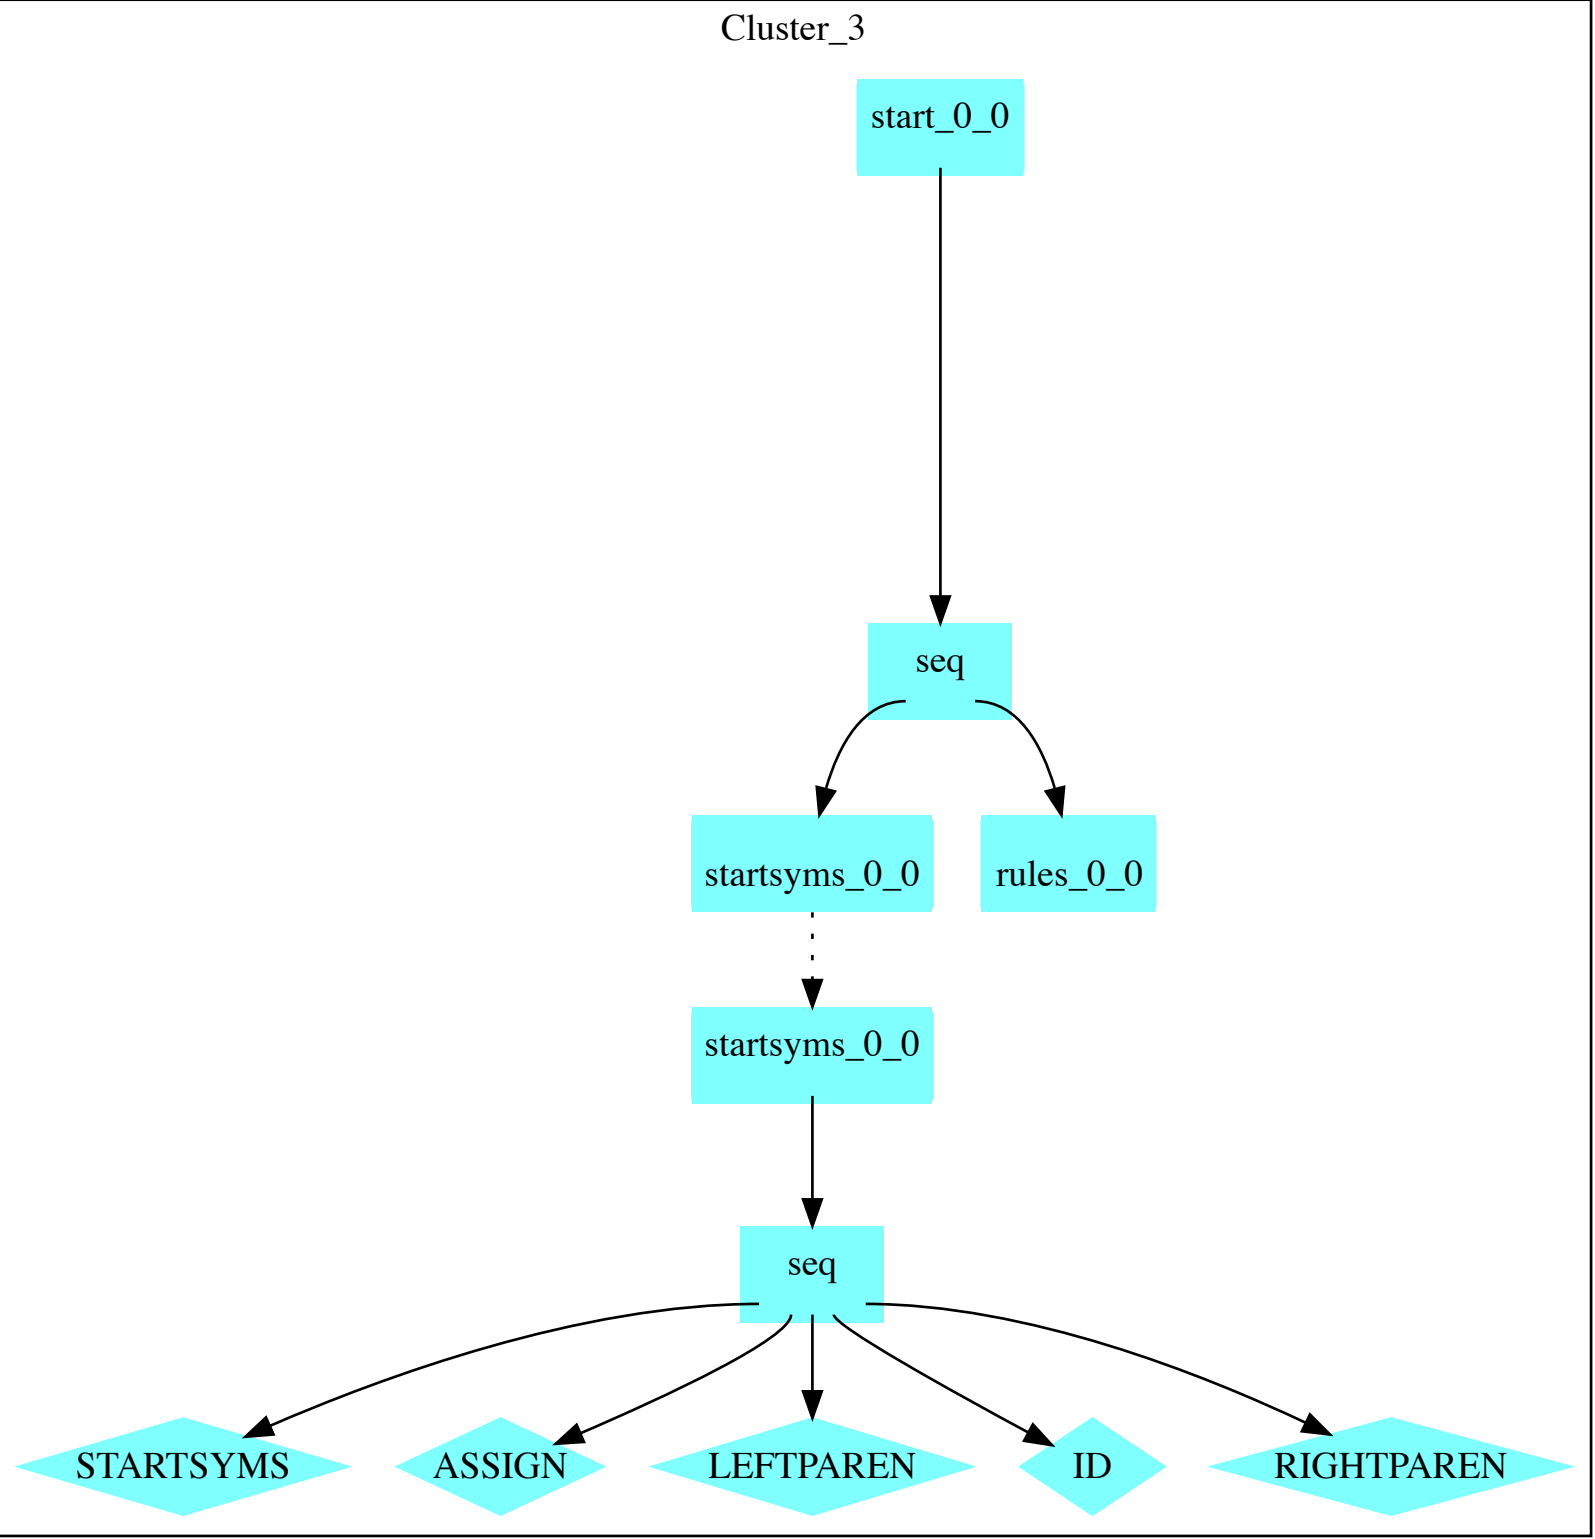 Cluster_3
start_0_0
seq
startsyms_0_0 rules_0_0
startsyms_0_0
seq
STARTSYMS ASSIGN LEFTPAREN ID RIGHTPAREN